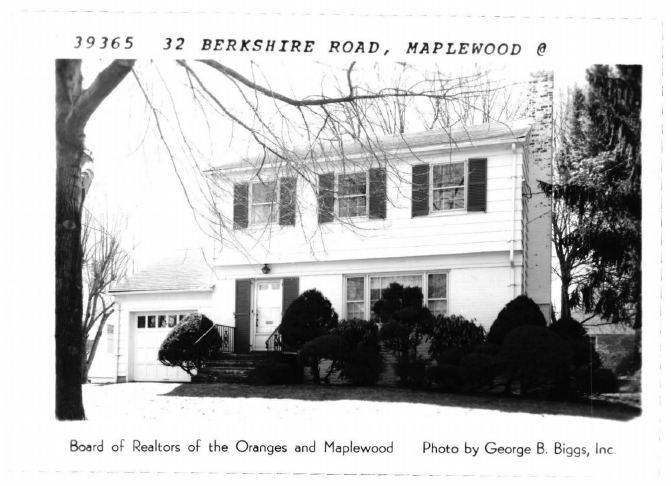 39365 32 BERKSHIRE ROAD, MAPLEWOOD @
Board of Realtors of the Oranges and Maplewood Photo by George B. Biggs, Inc.